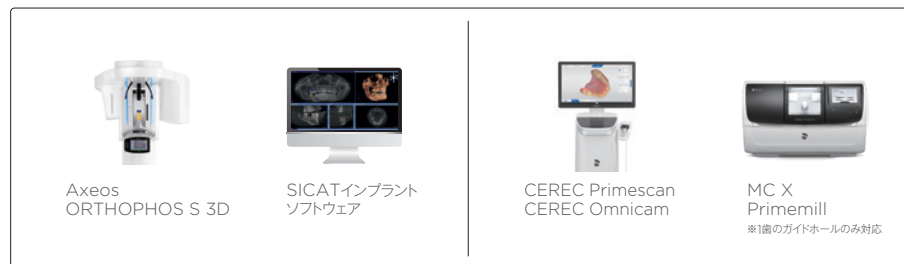 Axeos
ORTHOPHOS S 3D
SICATインプラント
ソフトウェア
CEREC Primescan
CEREC Omnicam
MC X
Primemill
※1歯のガイドホールのみ対応